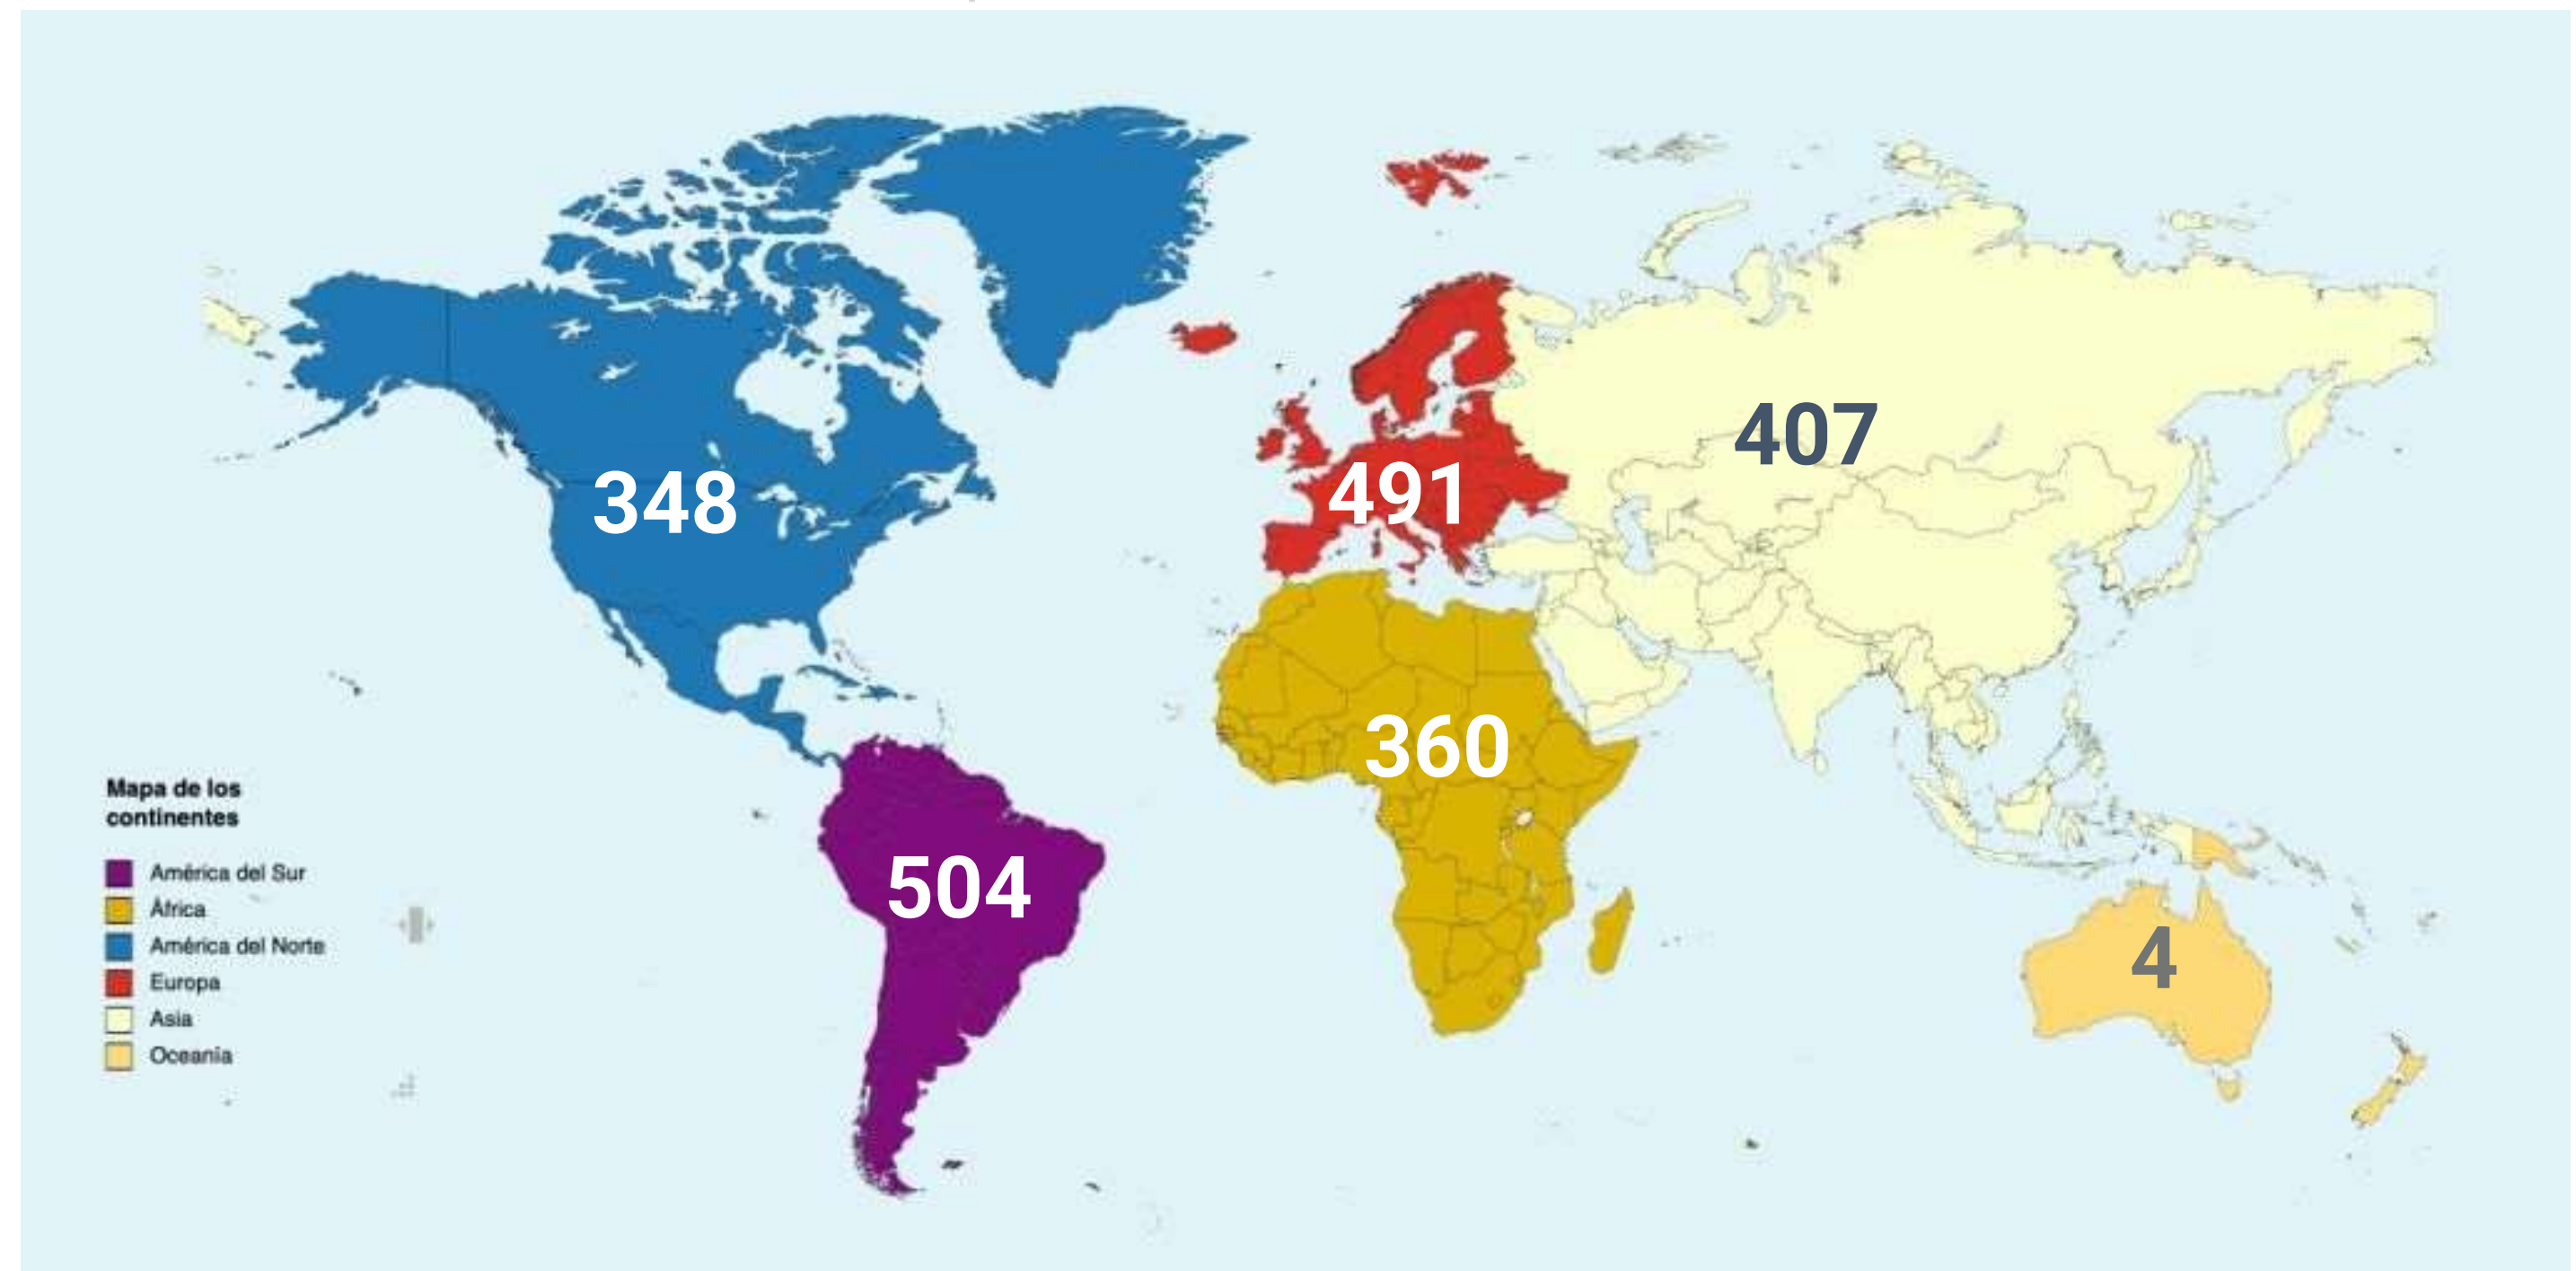 407
491
348
360
504
4
Mapa de los
continentes
América del Sur
África
América del Norte
Europa
Asia
Oceanía